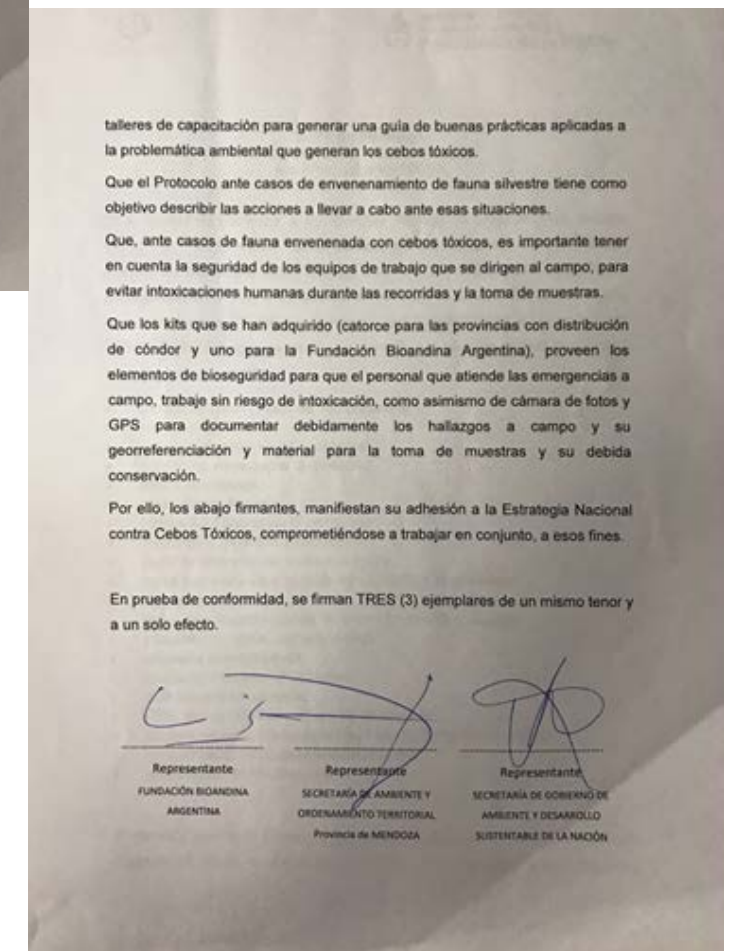 talleres de capacitación para generar una guía de buenas prácticas aplicadas a
la problemática ambiental que generan los cebos tóxicos.
Que el Protocolo ante casos de envenenamiento de fauna silvestre tiene como
objetivo describir las acciones a llevar a cabo ante esas situaciones.
Que, ante casos de fauna envenenada con cebos tóxicos, es importante tener
en cuenta la seguridad de los equipos de trabajo que se dirigen al campo, para
evitar intoxicaciones humanas durante las recorridas y la toma de muestras.
Que los kits que se han adquirido (catorce para las provincias con distribución
de cóndor y uno para la Fundación Bioandina Argentina), proveen los
elementos de bioseguridad para que el personal que atiende las emergencias a
campo, trabaje sin riesgo de intoxicación, como asimismo de cámara de fotos y
GPS para documentar debidamente los hallazgos a campo y su
georreferenciación y material para la toma de muestras y su debida
conservación.
Por ello, los abajo firmantes, manifiestan su adhesión a la Estrategia Nacional
contra Cebos Tóxicos, comprometiéndose a trabajar en conjunto, a esos fines.
En prueba de conformidad, se firman TRES (3) ejemplares de un mismo tenor y
a un solo efecto.
Representante Representante Representante
FUNDACIÓN BIOANDINA SECRETARÍA DE AMBIENTE Y SECRETARÍA DE GOBIERNO DE
ARGENTINA ORDENAMIENTO TERRITORIAL AMBIENTE Y DESARROLLO
Provincia de MENDOZA SUSTENTABLE DE LA NACIÓN